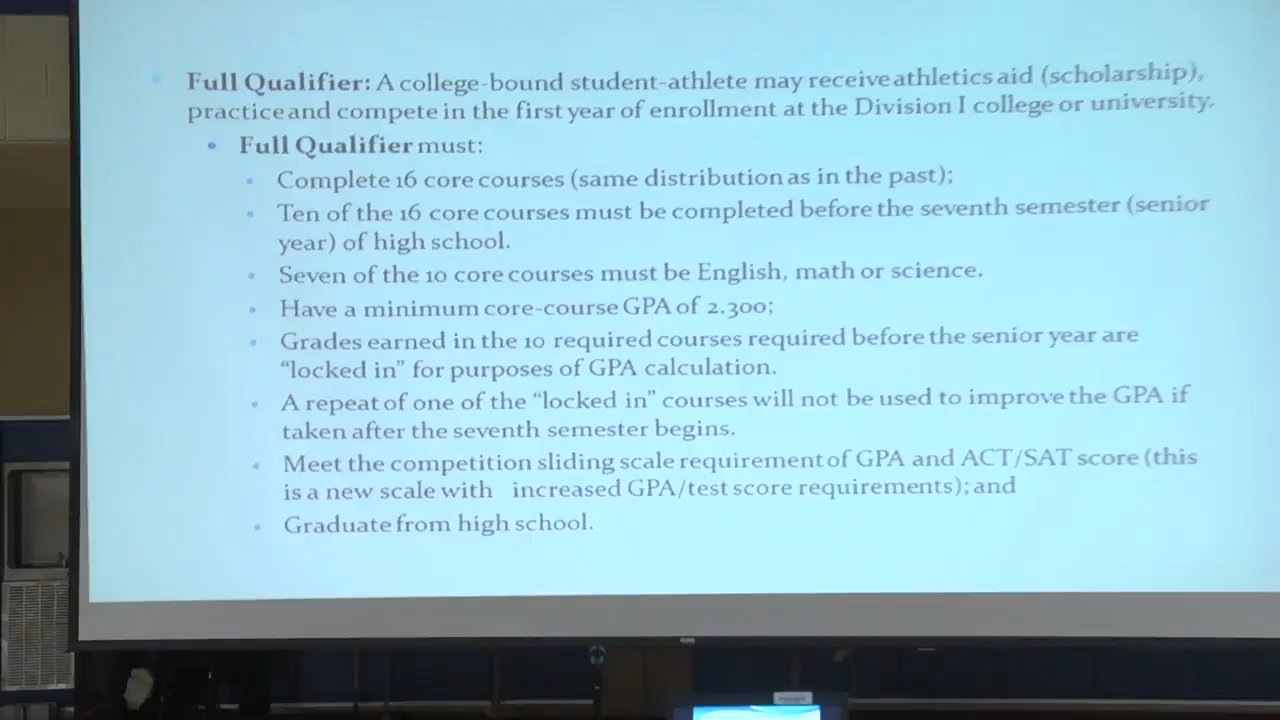 Full Qualifier: A college-bound student-athlete may receive athletics aid (scholarship),
practice and compete in the first year of enrollment at the Division I college or university.
Full Qualifier must:
Complete 16 core courses (same distribution as in the past);
Ten of the 16 core courses must be completed before the seventh semester (senior
year) of high school.
Seven of the 10 core courses must be English, math or science.
Have a minimum core-course GPA of 2.300;
Grades earned in the 10 required courses required before the senior year are
“locked in” for purposes of GPA calculation.
A repeat of one of the “locked in” courses will not be used to improve the GPA if
taken after the seventh semester begins.
Meet the competition sliding scale requirement of GPA and ACT/SAT score (this
is a new scale with increased GPA/test score requirements); and
Graduate from high school.